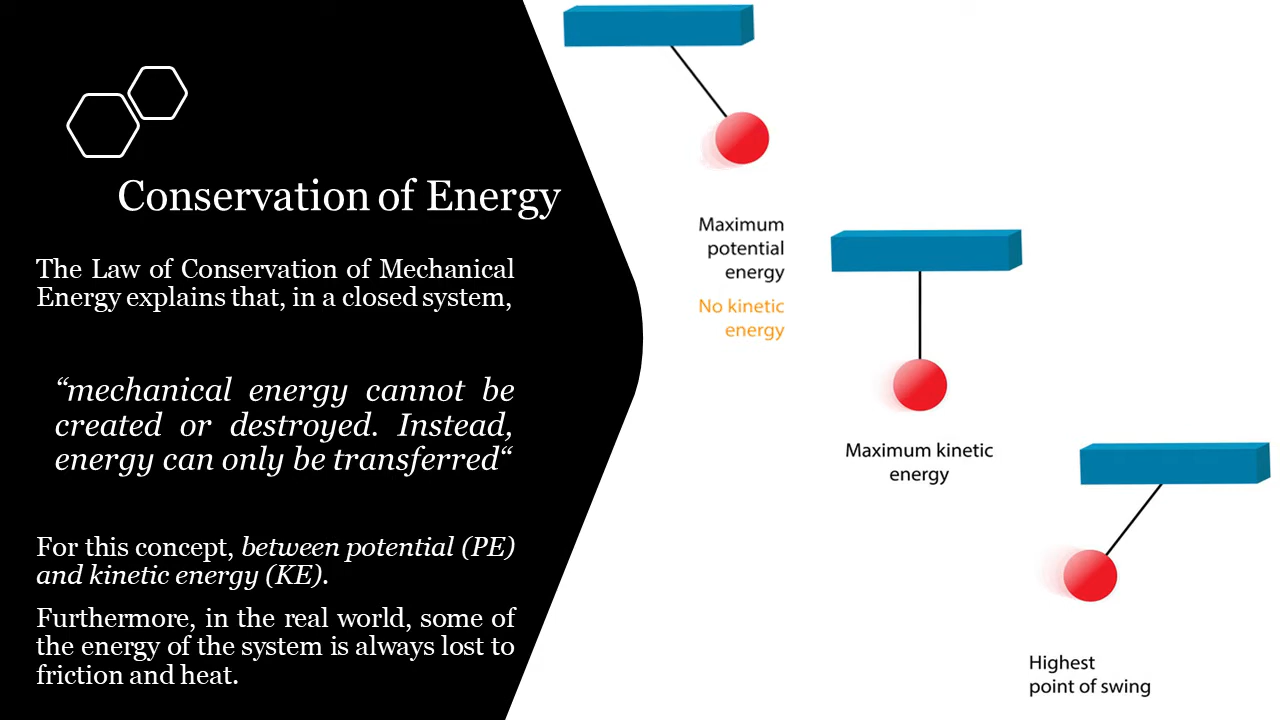 Conservation of Energy
The Law of Conservation of Mechanical
Energy explains that, in a closed system,
“mechanical energy cannot be
created or destroyed. Instead,
energy can only be transferred“
For this concept, between potential (PE)
and kinetic energy (KE).
Furthermore, in the real world, some of
the energy of the system is always lost to
friction and heat.
Maximum
potential
energy
No kinetic
energy
Maximum kinetic
energy
Highest
point of swing